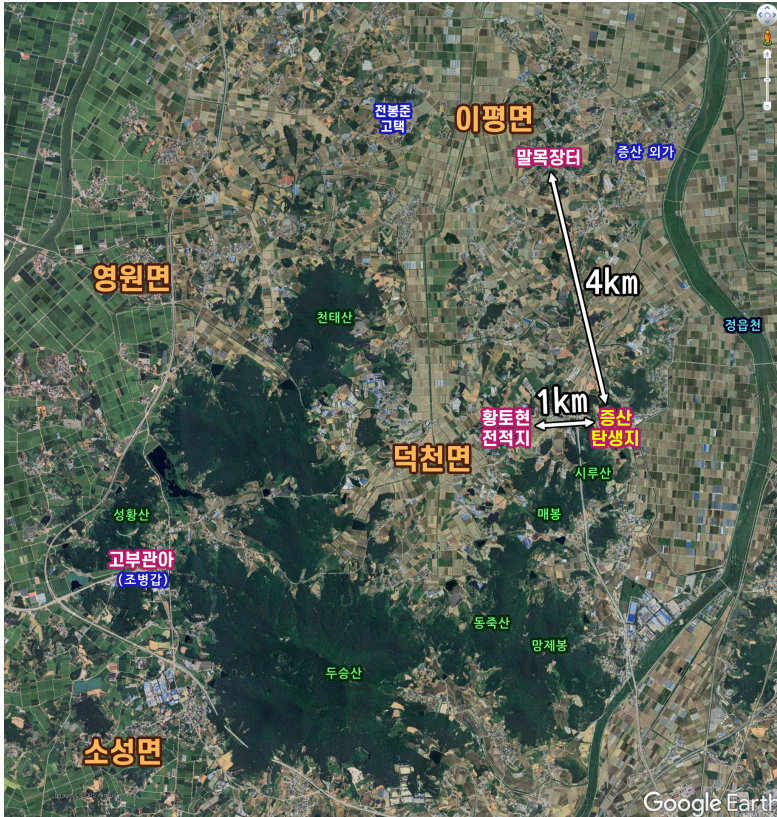 전봉준
고택
이평면
말목장터
증산 외가
영원면
4km
천태산
정읍천
1km
황토현
전적지
증산
탄생지
덕천면
시루산
성황산
매봉
고부관아
(조병갑)
동죽산
망제봉
두승산
소성면
Google Earth